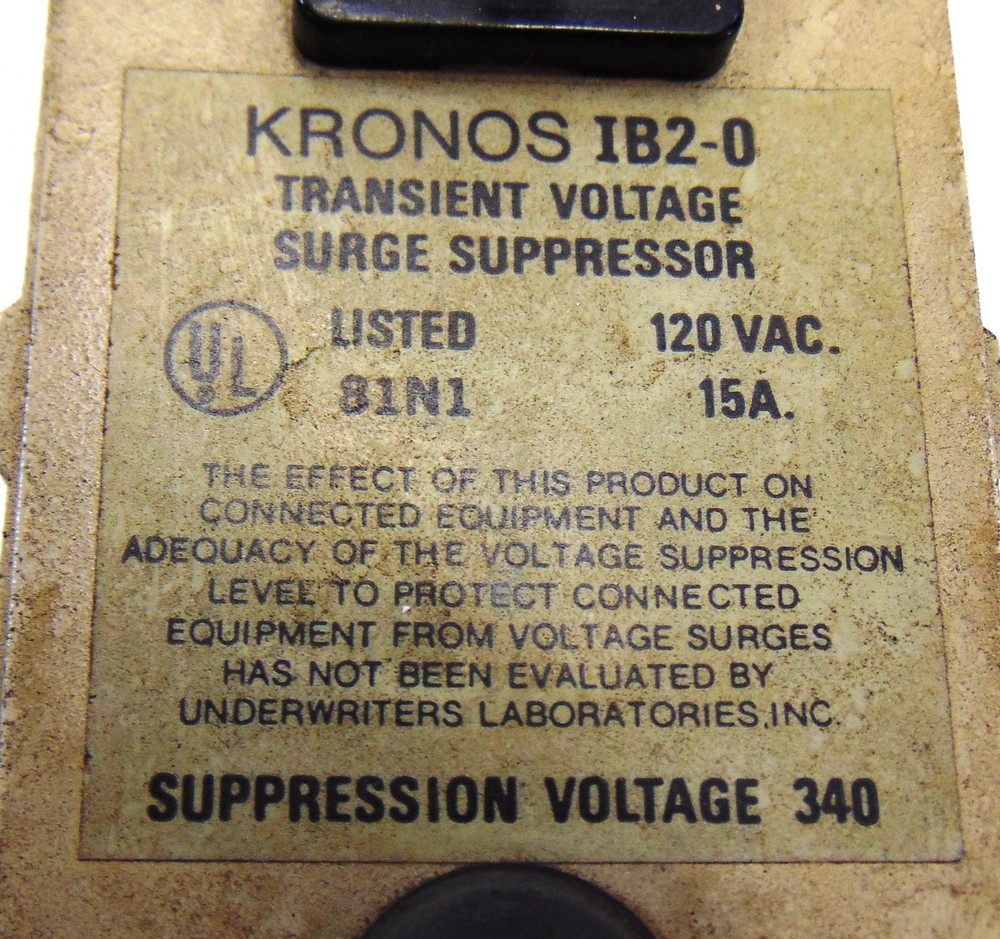 KRONOS IB2-0
TRANSIENT VOLTAGE
SURGE SUPPRESSOR
UL LISTED 120 VAC.
81N1 15A.
THE EFFECT OF THIS PRODUCT ON
CONNECTED EQUIPMENT AND THE
ADEQUACY OF THE VOLTAGE SUPPRESSION
LEVEL TO PROTECT CONNECTED
EQUIPMENT FROM VOLTAGE SURGES
HAS NOT BEEN EVALUATED BY
UNDERWRITERS LABORATORIES, INC.
SUPPRESSION VOLTAGE 340